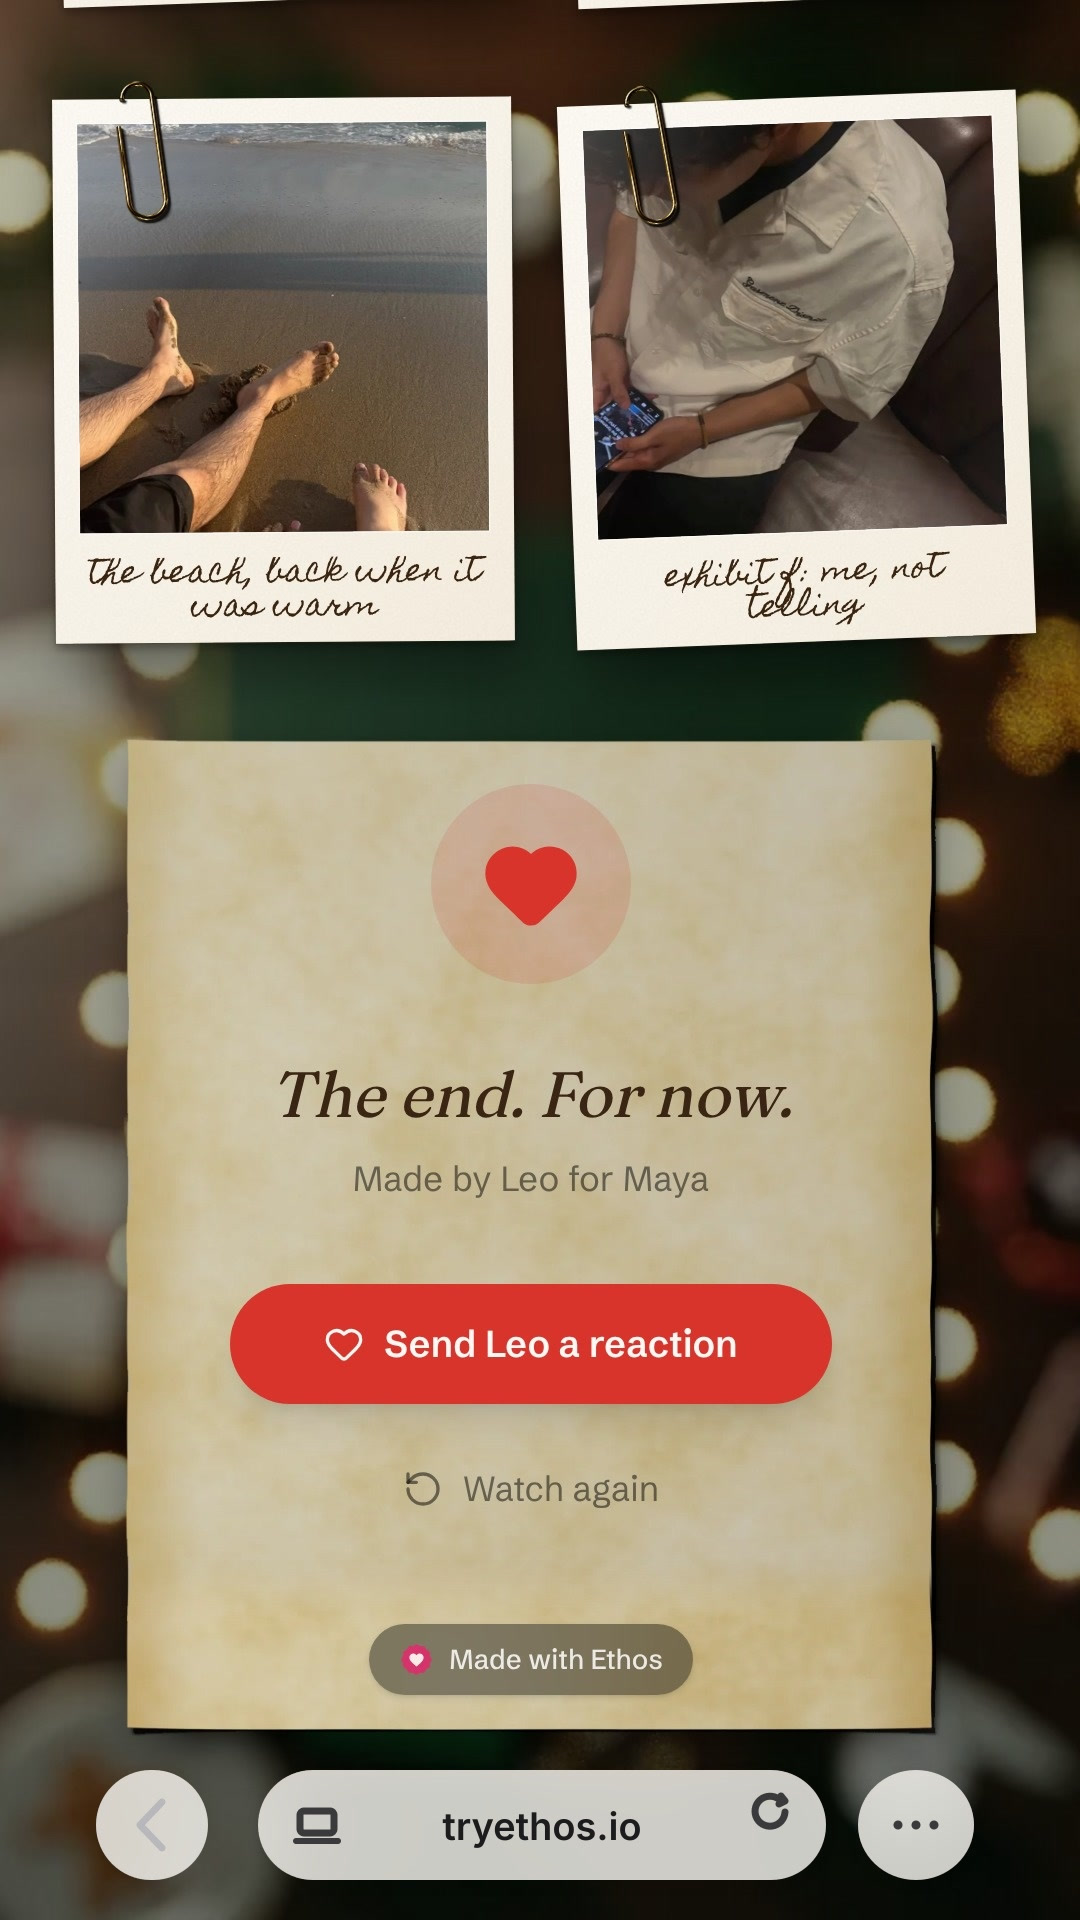 the beach, back when it
was warm
exhibit f: me, not
telling
The end. For now.
Made by Leo for Maya
Send Leo a reaction
Watch again
Made with Ethos
tryethos.io